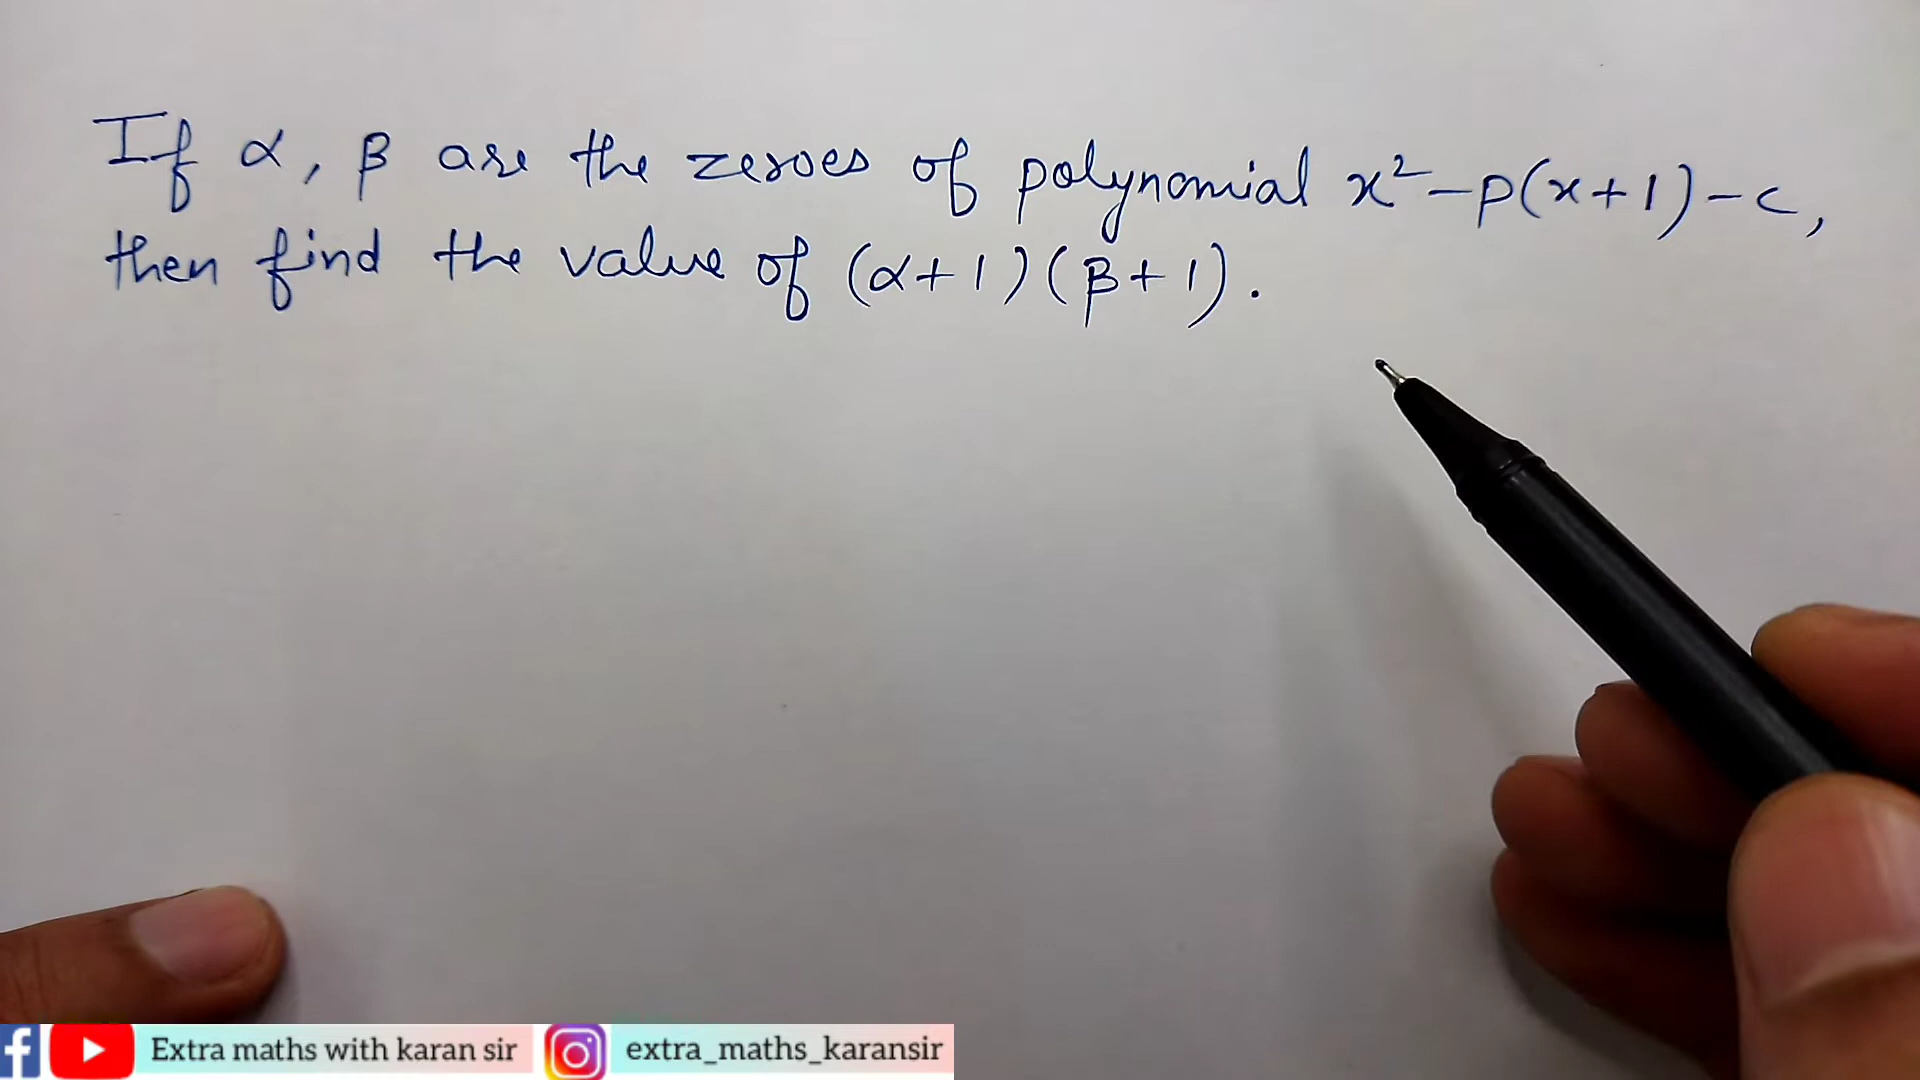 If α, β are the zeroes of polynomial x²-p(x+1)-c,
then find the value of (α+1)(β+1).
f Extra maths with karan sir extra_maths_karansir